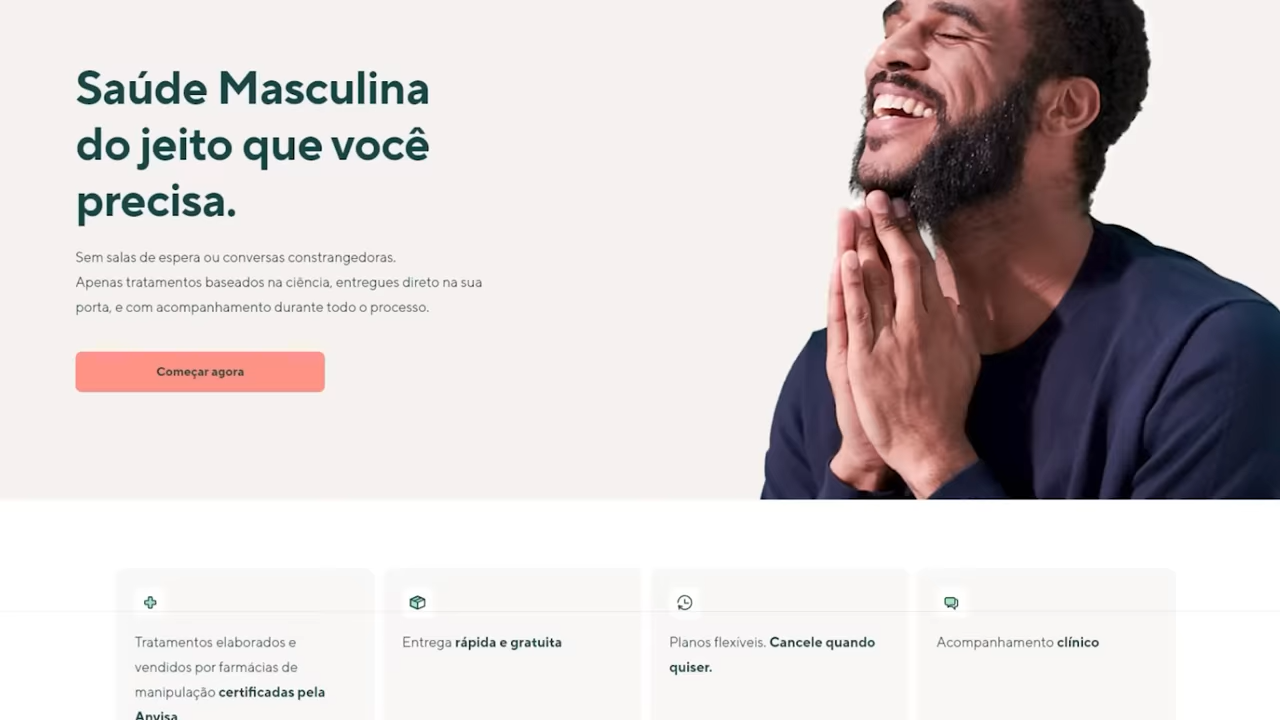 Saúde Masculina
do jeito que você
precisa.
Sem salas de espera ou conversas constrangedoras.
Apenas tratamentos baseados na ciência, entregues direto na sua
porta, e com acompanhamento durante todo o processo.
Começar agora
Tratamentos elaborados e
vendidos por farmácias de
manipulação certificadas pela
Anvisa.
Entrega rápida e gratuita
Planos flexíveis. Cancele quando
quiser.
Acompanhamento clínico